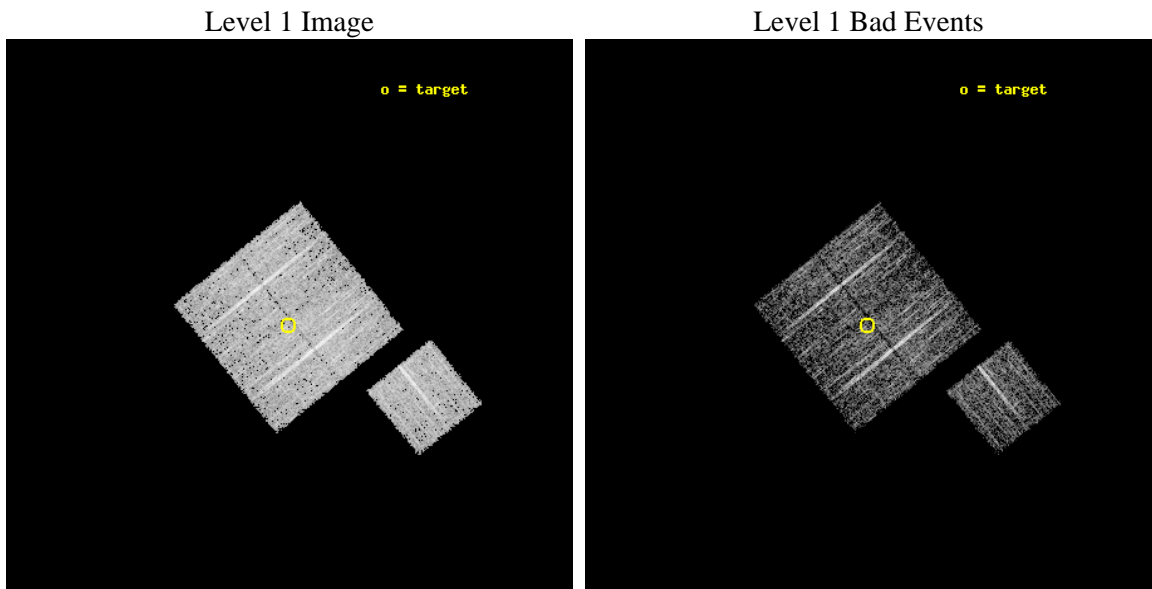 Level 1 Image
Level 1 Bad Events
o = target
o = target